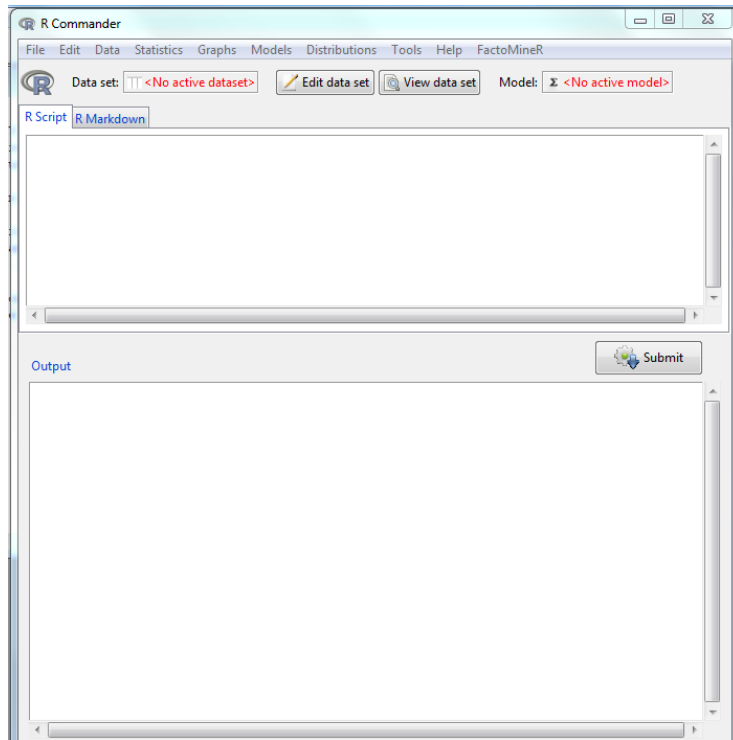 R Commander
File Edit Data Statistics Graphs Models Distributions Tools Help FactoMineR
R Data set: <No active dataset> Edit data set View data set Model: Σ <No active model>
R Script R Markdown
Submit
Output